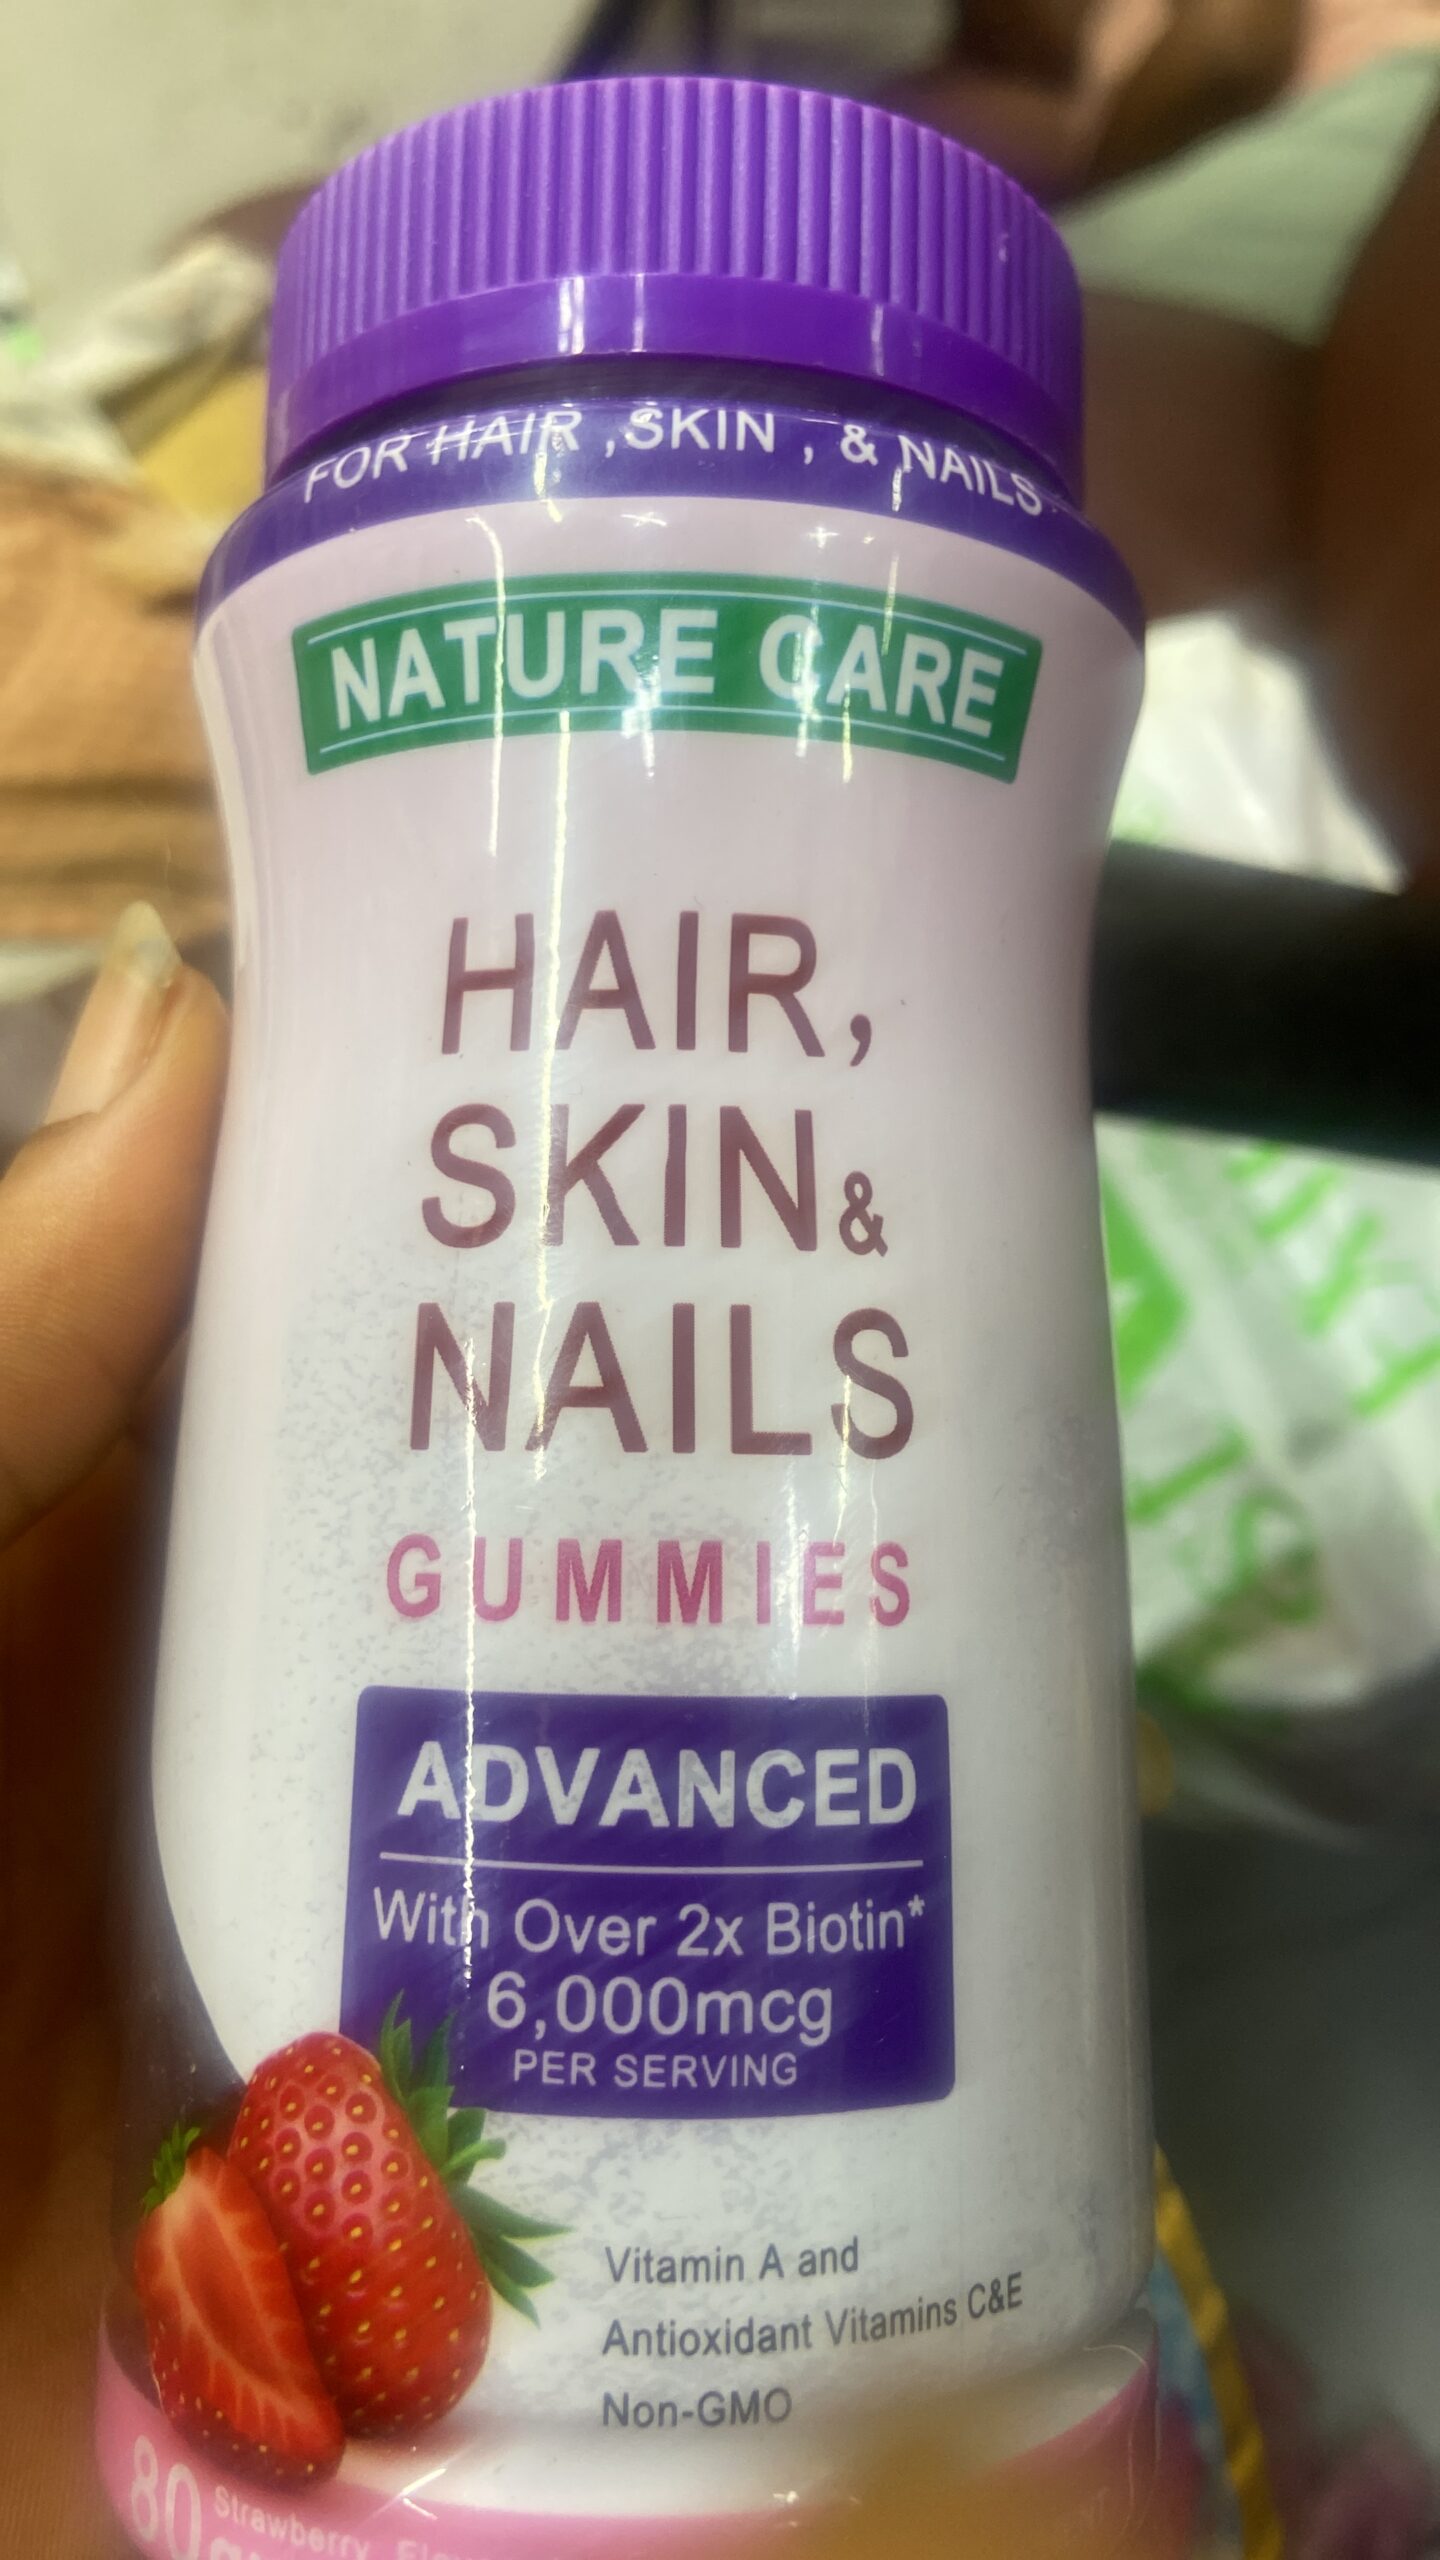 FOR HAIR , SKIN , & NAILS
NATURE CARE
HAIR,
SKIN &
NAILS
GUMMIES
ADVANCED
With Over 2x Biotin*
6,000mcg
PER SERVING
Vitamin A and
Antioxidant Vitamins C&E
Non-GMO
80 Strawberry